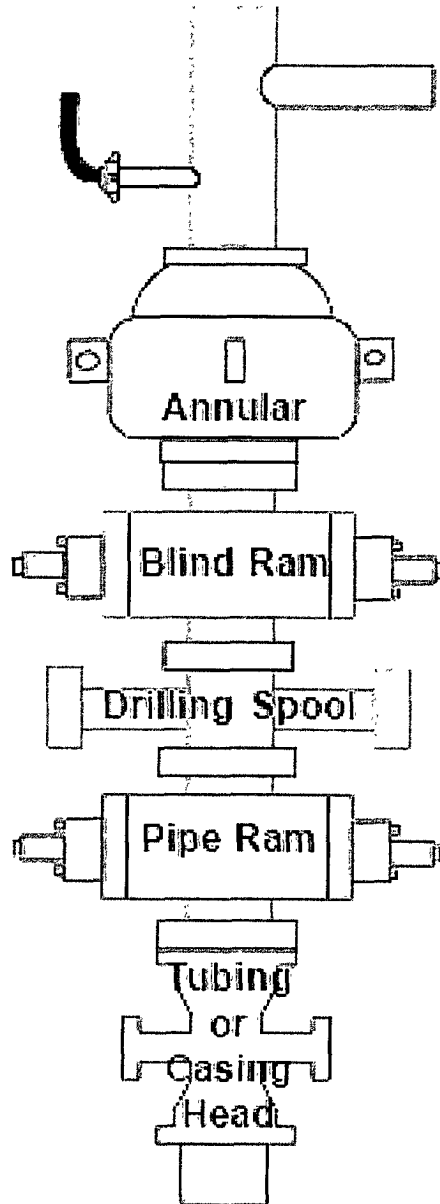 Annular
Blind Ram
Drilling Spool
Pipe Ram
Tubing
or
Casing
Head